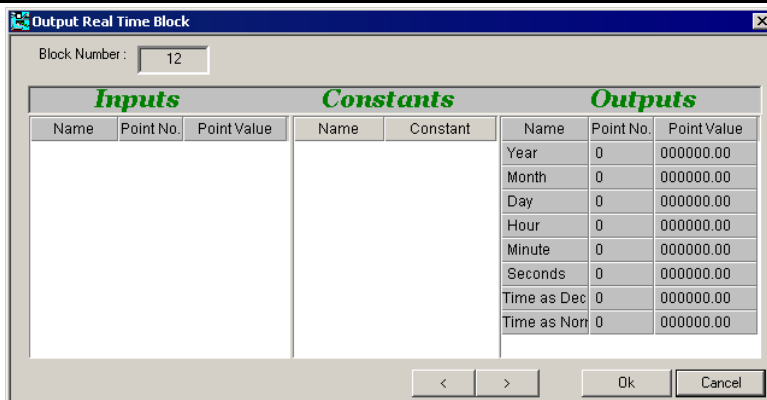 Output Real Time Block
Block Number : 12
Inputs Constants Outputs
Name Point No. Point Value Name Constant Name Point No. Point Value
Year 0 000000.00
Month 0 000000.00
Day 0 000000.00
Hour 0 000000.00
Minute 0 000000.00
Seconds 0 000000.00
Time as Dec 0 000000.00
Time as Norr 0 000000.00
< > Ok Cancel